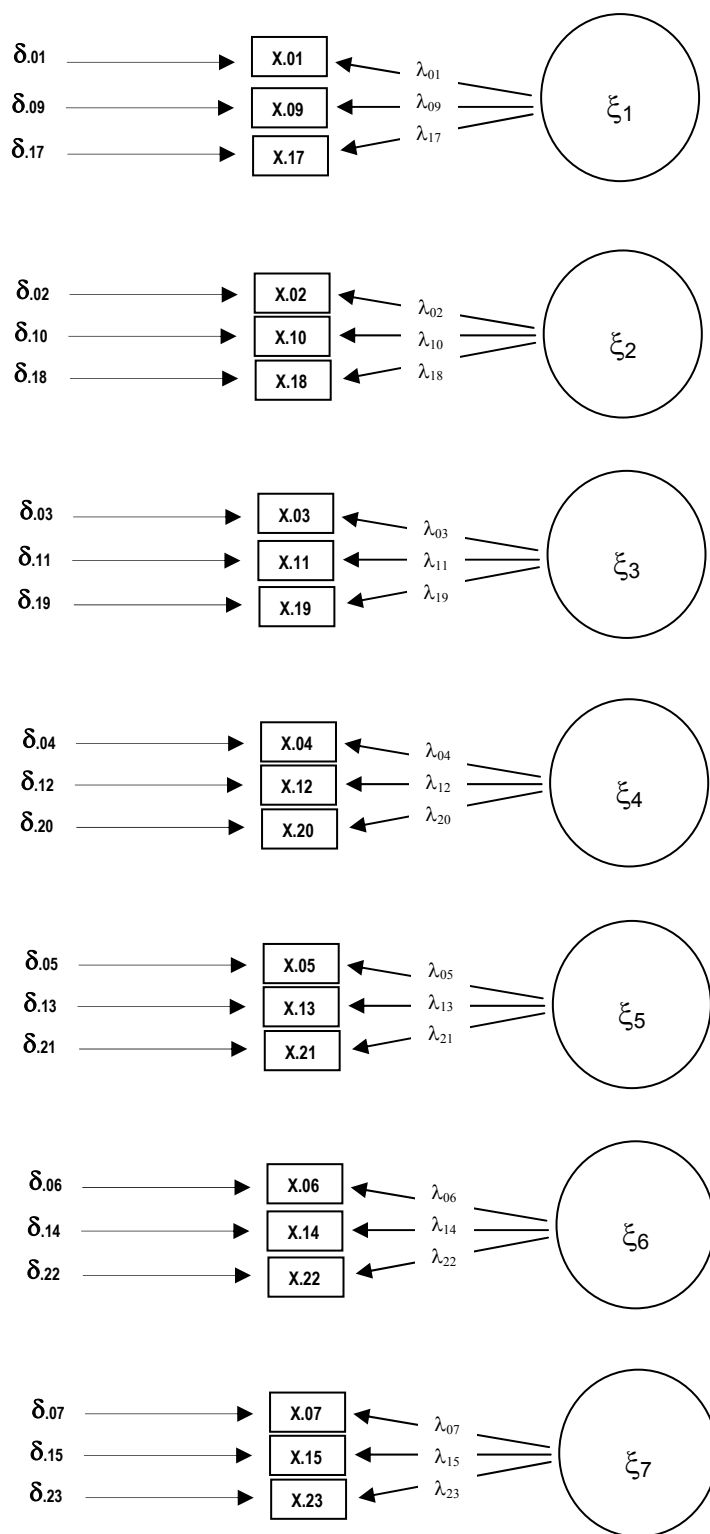 δ.01 X.01 λ01
δ.09 X.09 λ09 ξ1
δ.17 X.17 λ17
δ.02 X.02 λ02
δ.10 X.10 λ10 ξ2
δ.18 X.18 λ18
δ.03 X.03 λ03
δ.11 X.11 λ11 ξ3
δ.19 X.19 λ19
δ.04 X.04 λ04
δ.12 X.12 λ12 ξ4
δ.20 X.20 λ20
δ.05 X.05 λ05
δ.13 X.13 λ13 ξ5
δ.21 X.21 λ21
δ.06 X.06 λ06
δ.14 X.14 λ14 ξ6
δ.22 X.22 λ22
δ.07 X.07 λ07
δ.15 X.15 λ15 ξ7
δ.23 X.23 λ23